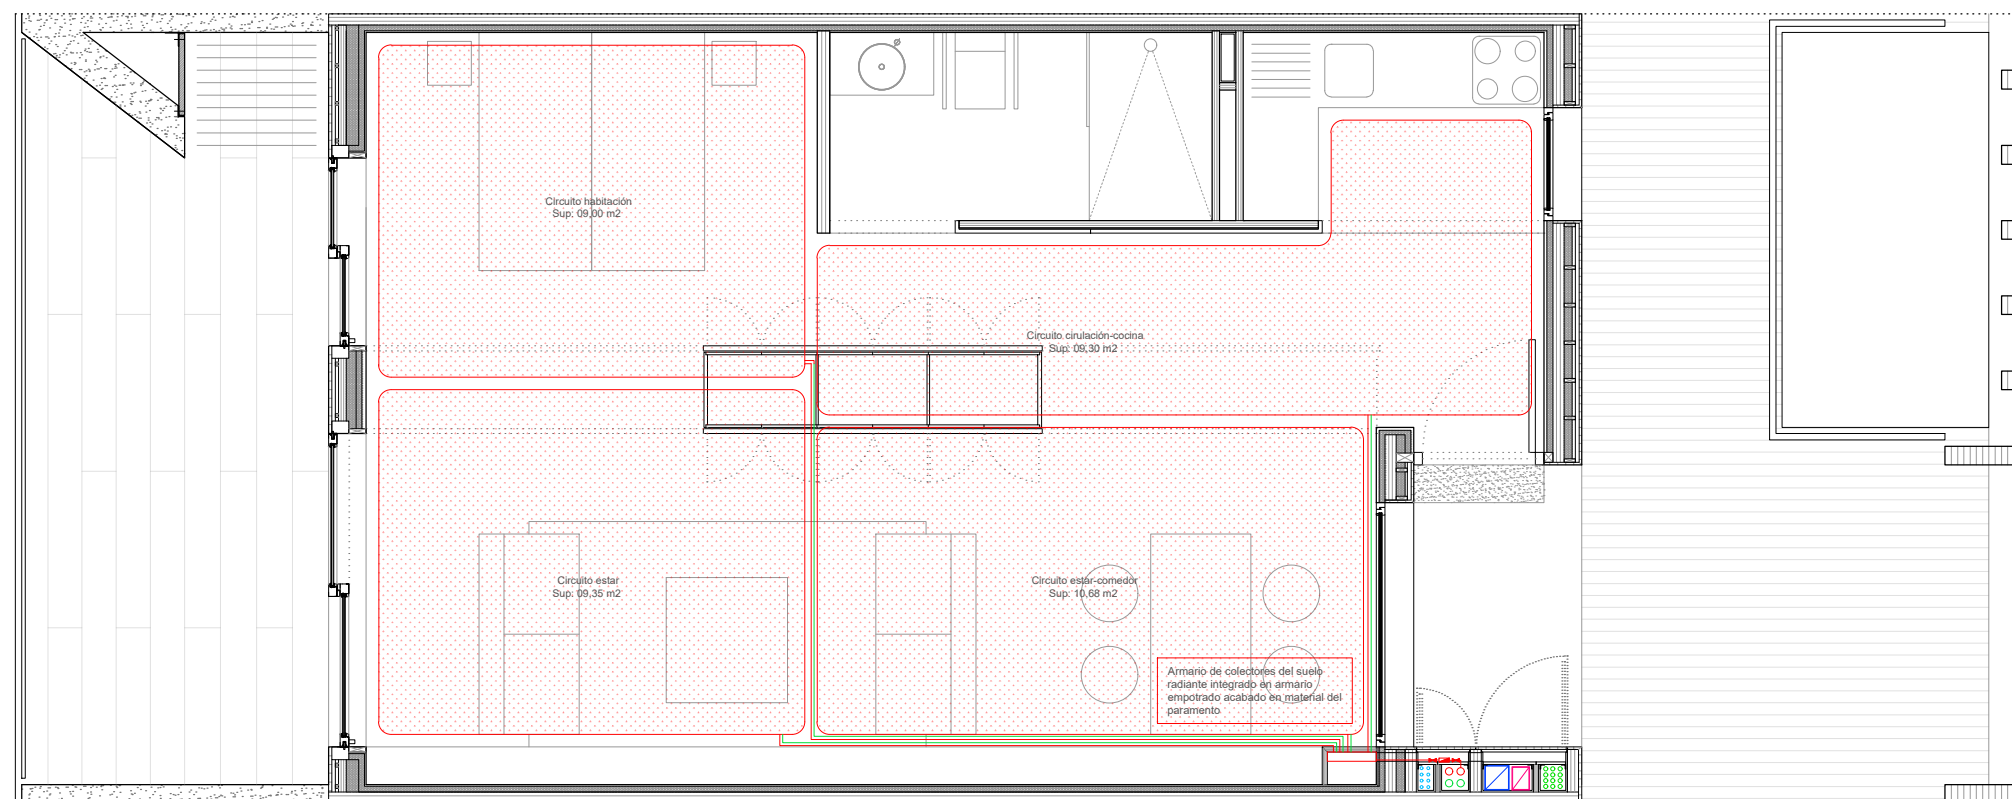 Circuito habitación
Sup: 09,00 m2
Circuito cirulación-cocina
Sup: 09,30 m2
Circuito estar
Sup: 09,35 m2
Circuito estar-comedor
Sup: 10,68 m2
Armario de colectores del suelo
radiante integrado en armario
empotrado acabado en material del
paramento